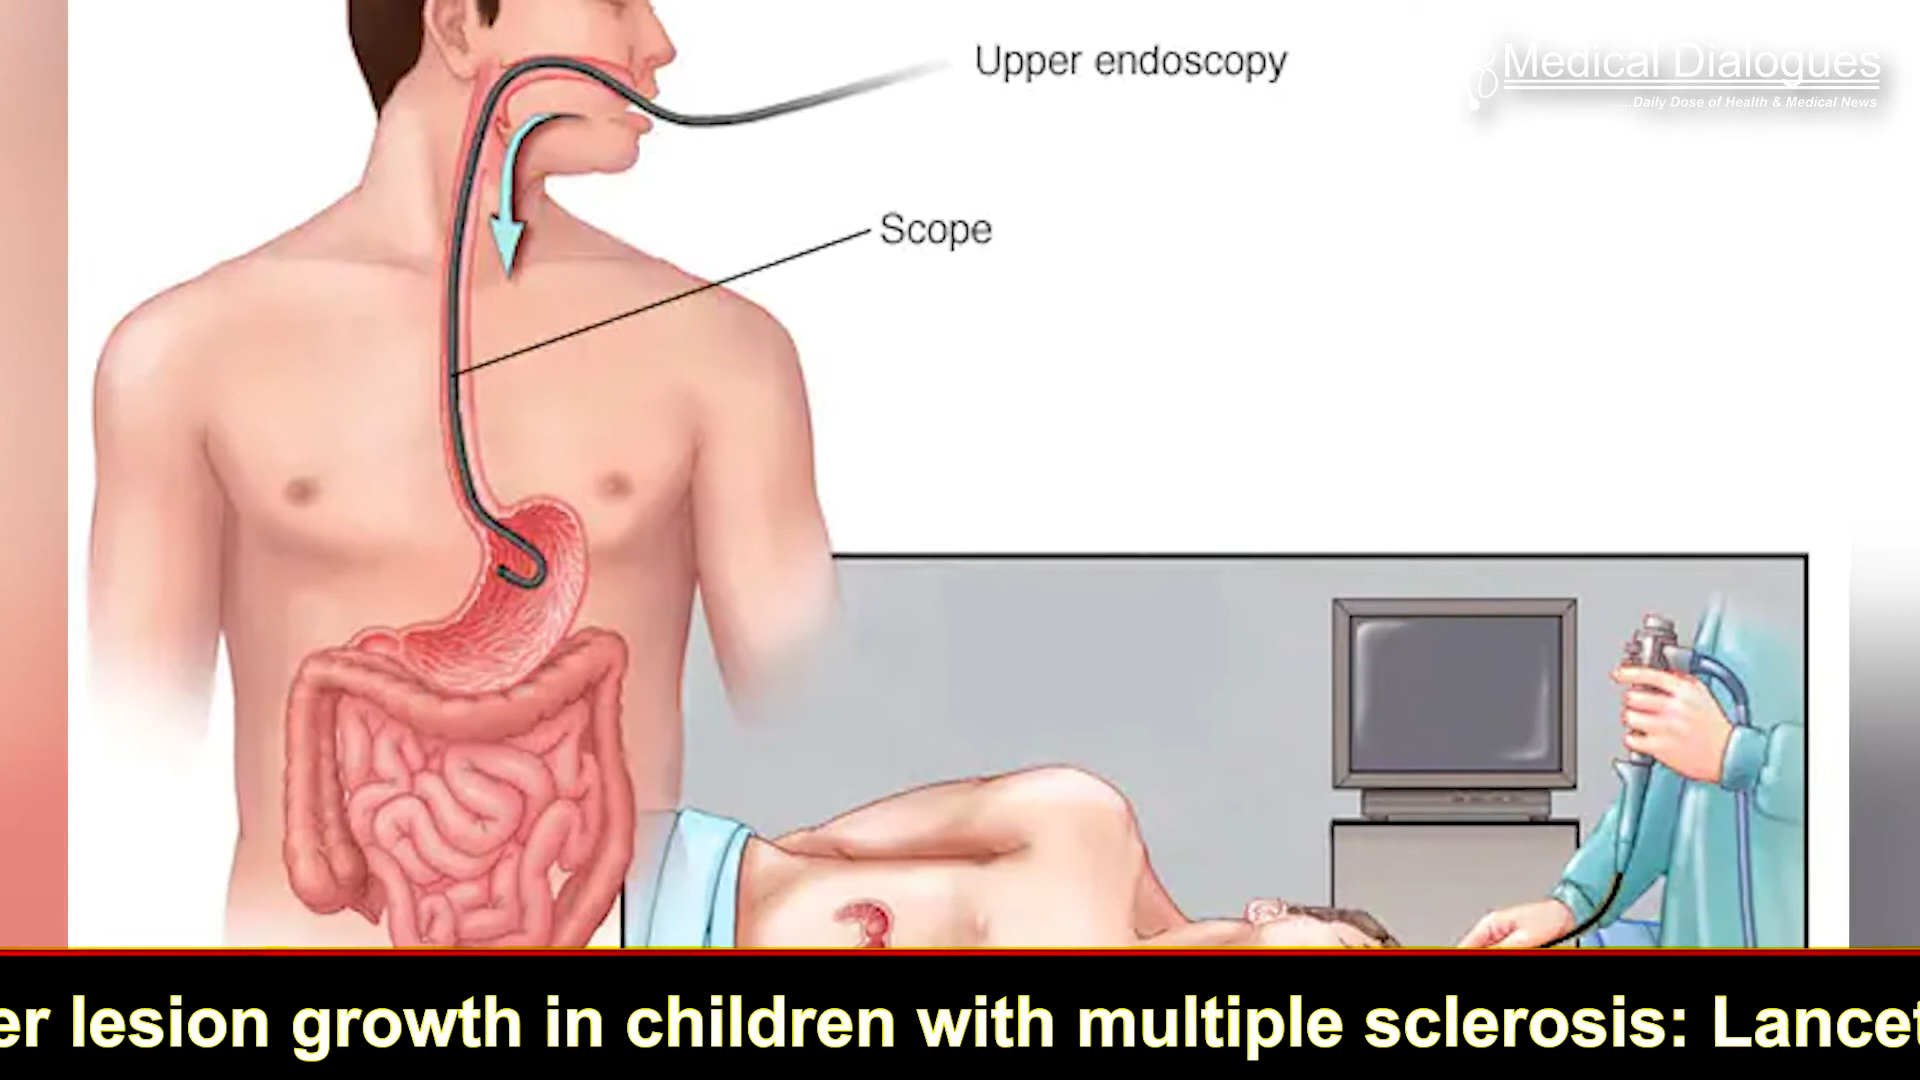 Upper endoscopy
Medical Dialogues
...Daily Dose of Health & Medical News
Scope
er lesion growth in children with multiple sclerosis: Lancet